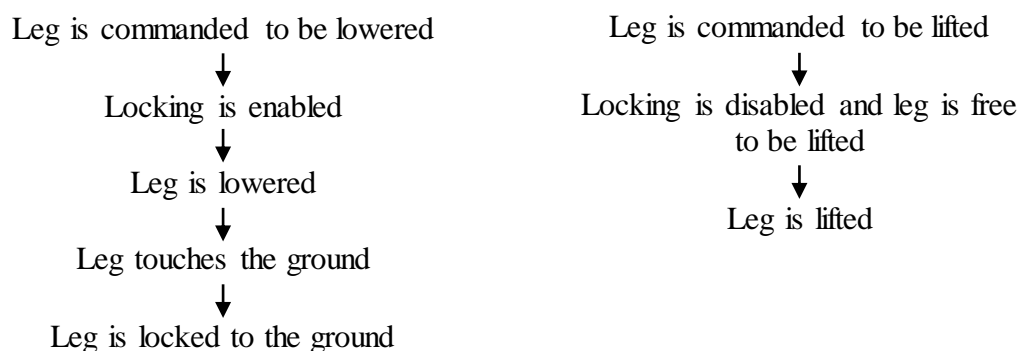 Leg is commanded to be lowered
Locking is enabled
Leg is lowered
Leg touches the ground
Leg is locked to the ground
Leg is commanded to be lifted
Locking is disabled and leg is free
to be lifted
Leg is lifted